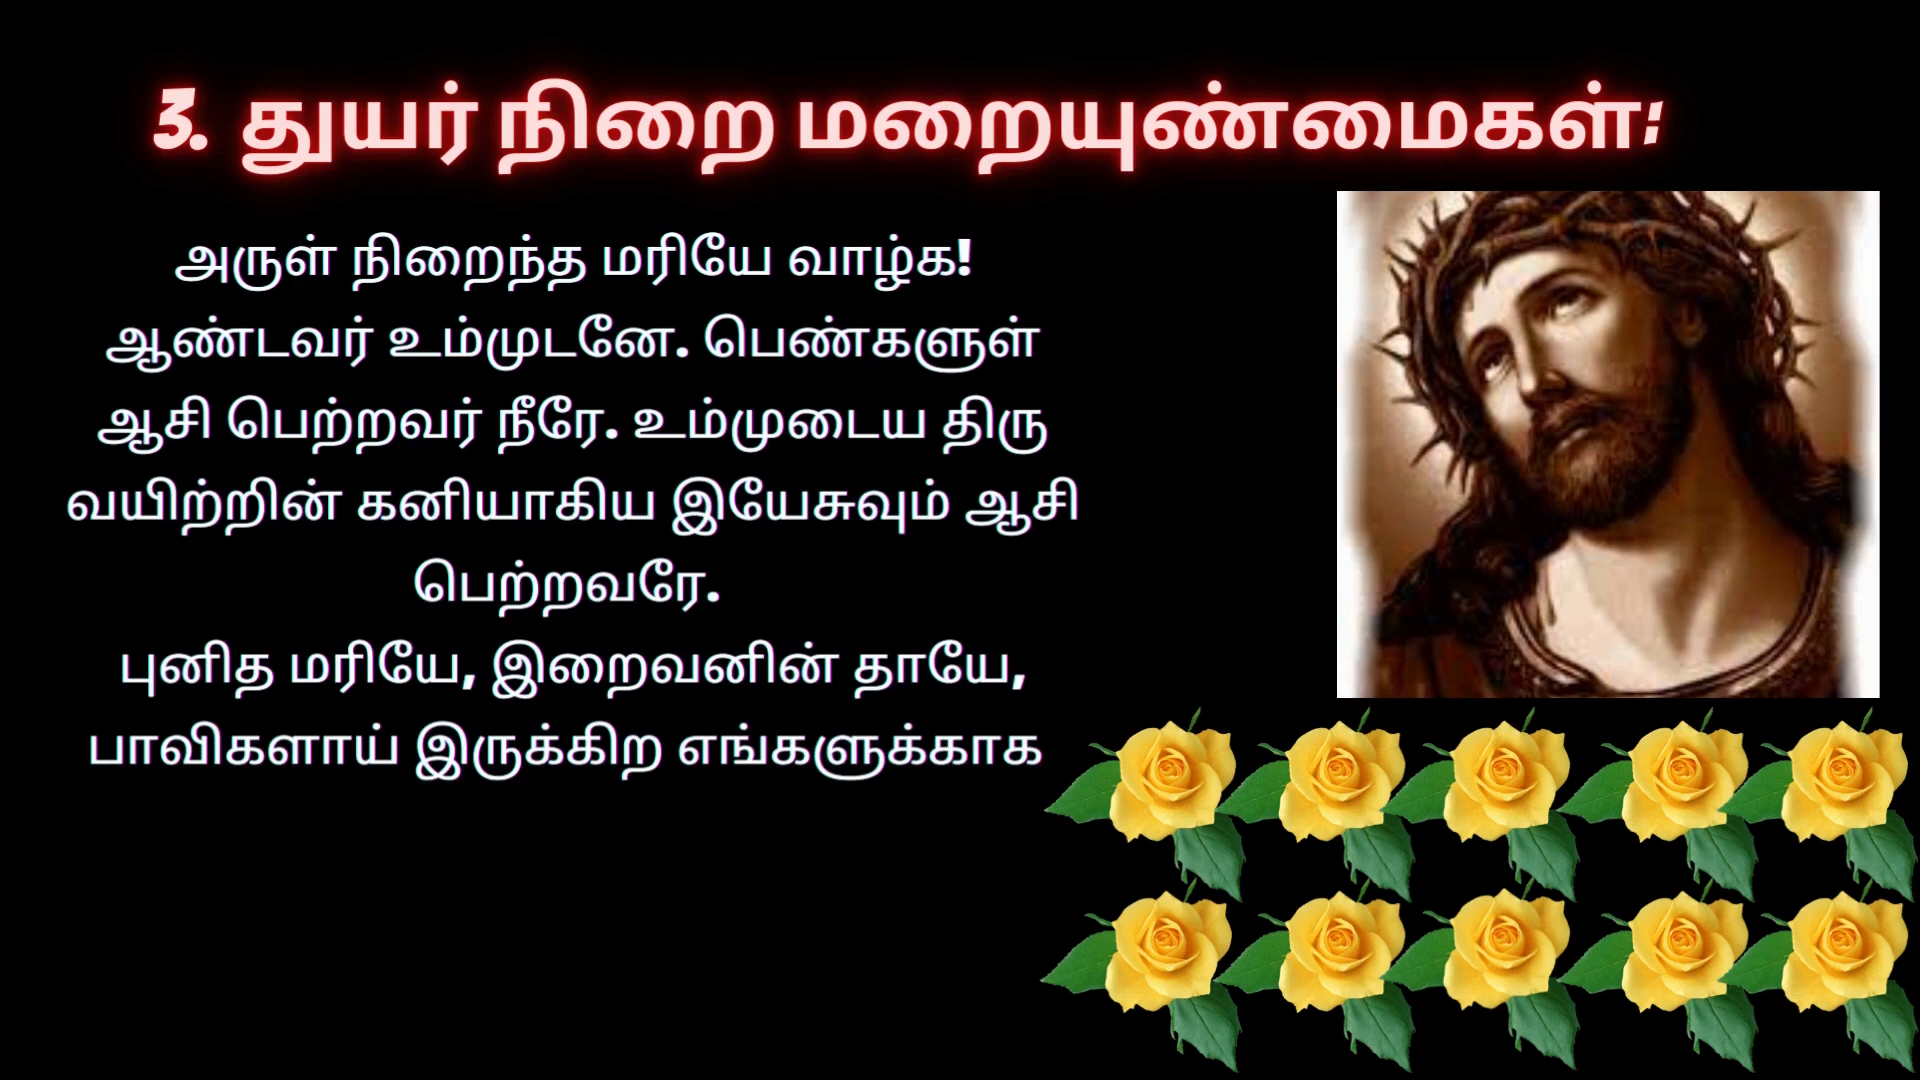 3. துயர் நிறை மறையுண்மைகள்:
அருள் நிறைந்த மரியே வாழ்க!
ஆண்டவர் உம்முடனே. பெண்களுள்
ஆசி பெற்றவர் நீரே. உம்முடைய திரு
வயிற்றின் கனியாகிய இயேசுவும் ஆசி
பெற்றவரே.
புனித மரியே, இறைவனின் தாயே,
பாவிகளாய் இருக்கிற எங்களுக்காக